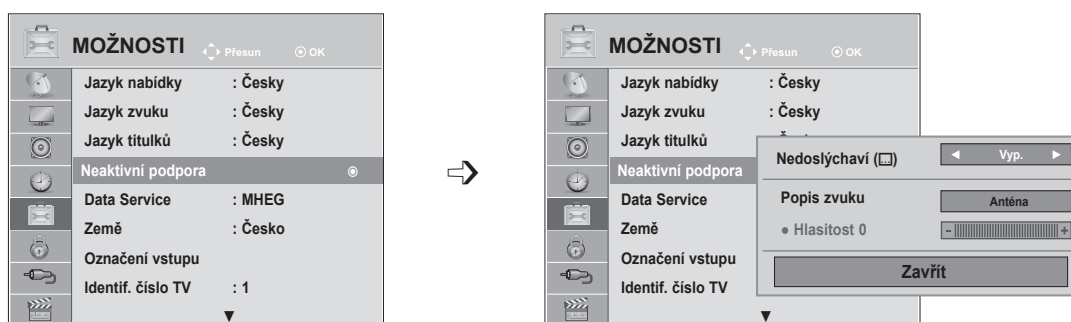 MOŽNOSTI Přesun OK
Jazyk nabídky : Česky
Jazyk zvuku : Česky
Jazyk titulků : Česky
Neaktivní podpora
Data Service : MHEG
Země : Česko
Označení vstupu
Identif. číslo TV : 1
MOŽNOSTI Přesun OK
Jazyk nabídky : Česky
Jazyk zvuku : Česky
Jazyk titulků
Neaktivní podpora
Data Service
Země
Označení vstupu
Identif. číslo TV
Nedoslýchaví ( ) ◄ Vyp. ►
Popis zvuku Anténa
● Hlasitost 0 - +
Zavřít